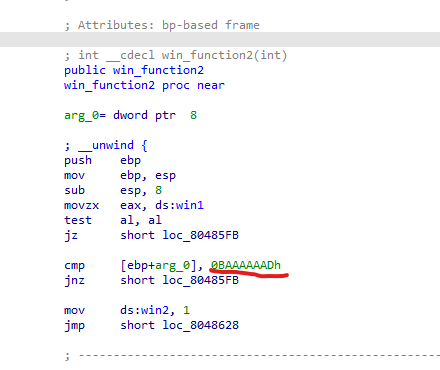 ;
; Attributes: bp-based frame
; int __cdecl win_function2(int)
public win_function2
win_function2 proc near
arg_0= dword ptr  8
; __unwind {
push    ebp
mov     ebp, esp
sub     esp, 8
movzx   eax, ds:win1
test    al, al
jz      short loc_80485FB
cmp     [ebp+arg_0], 0BAAAAAADh
jnz     short loc_80485FB
mov     ds:win2, 1
jmp     short loc_8048628
; ---------------------------------------------------